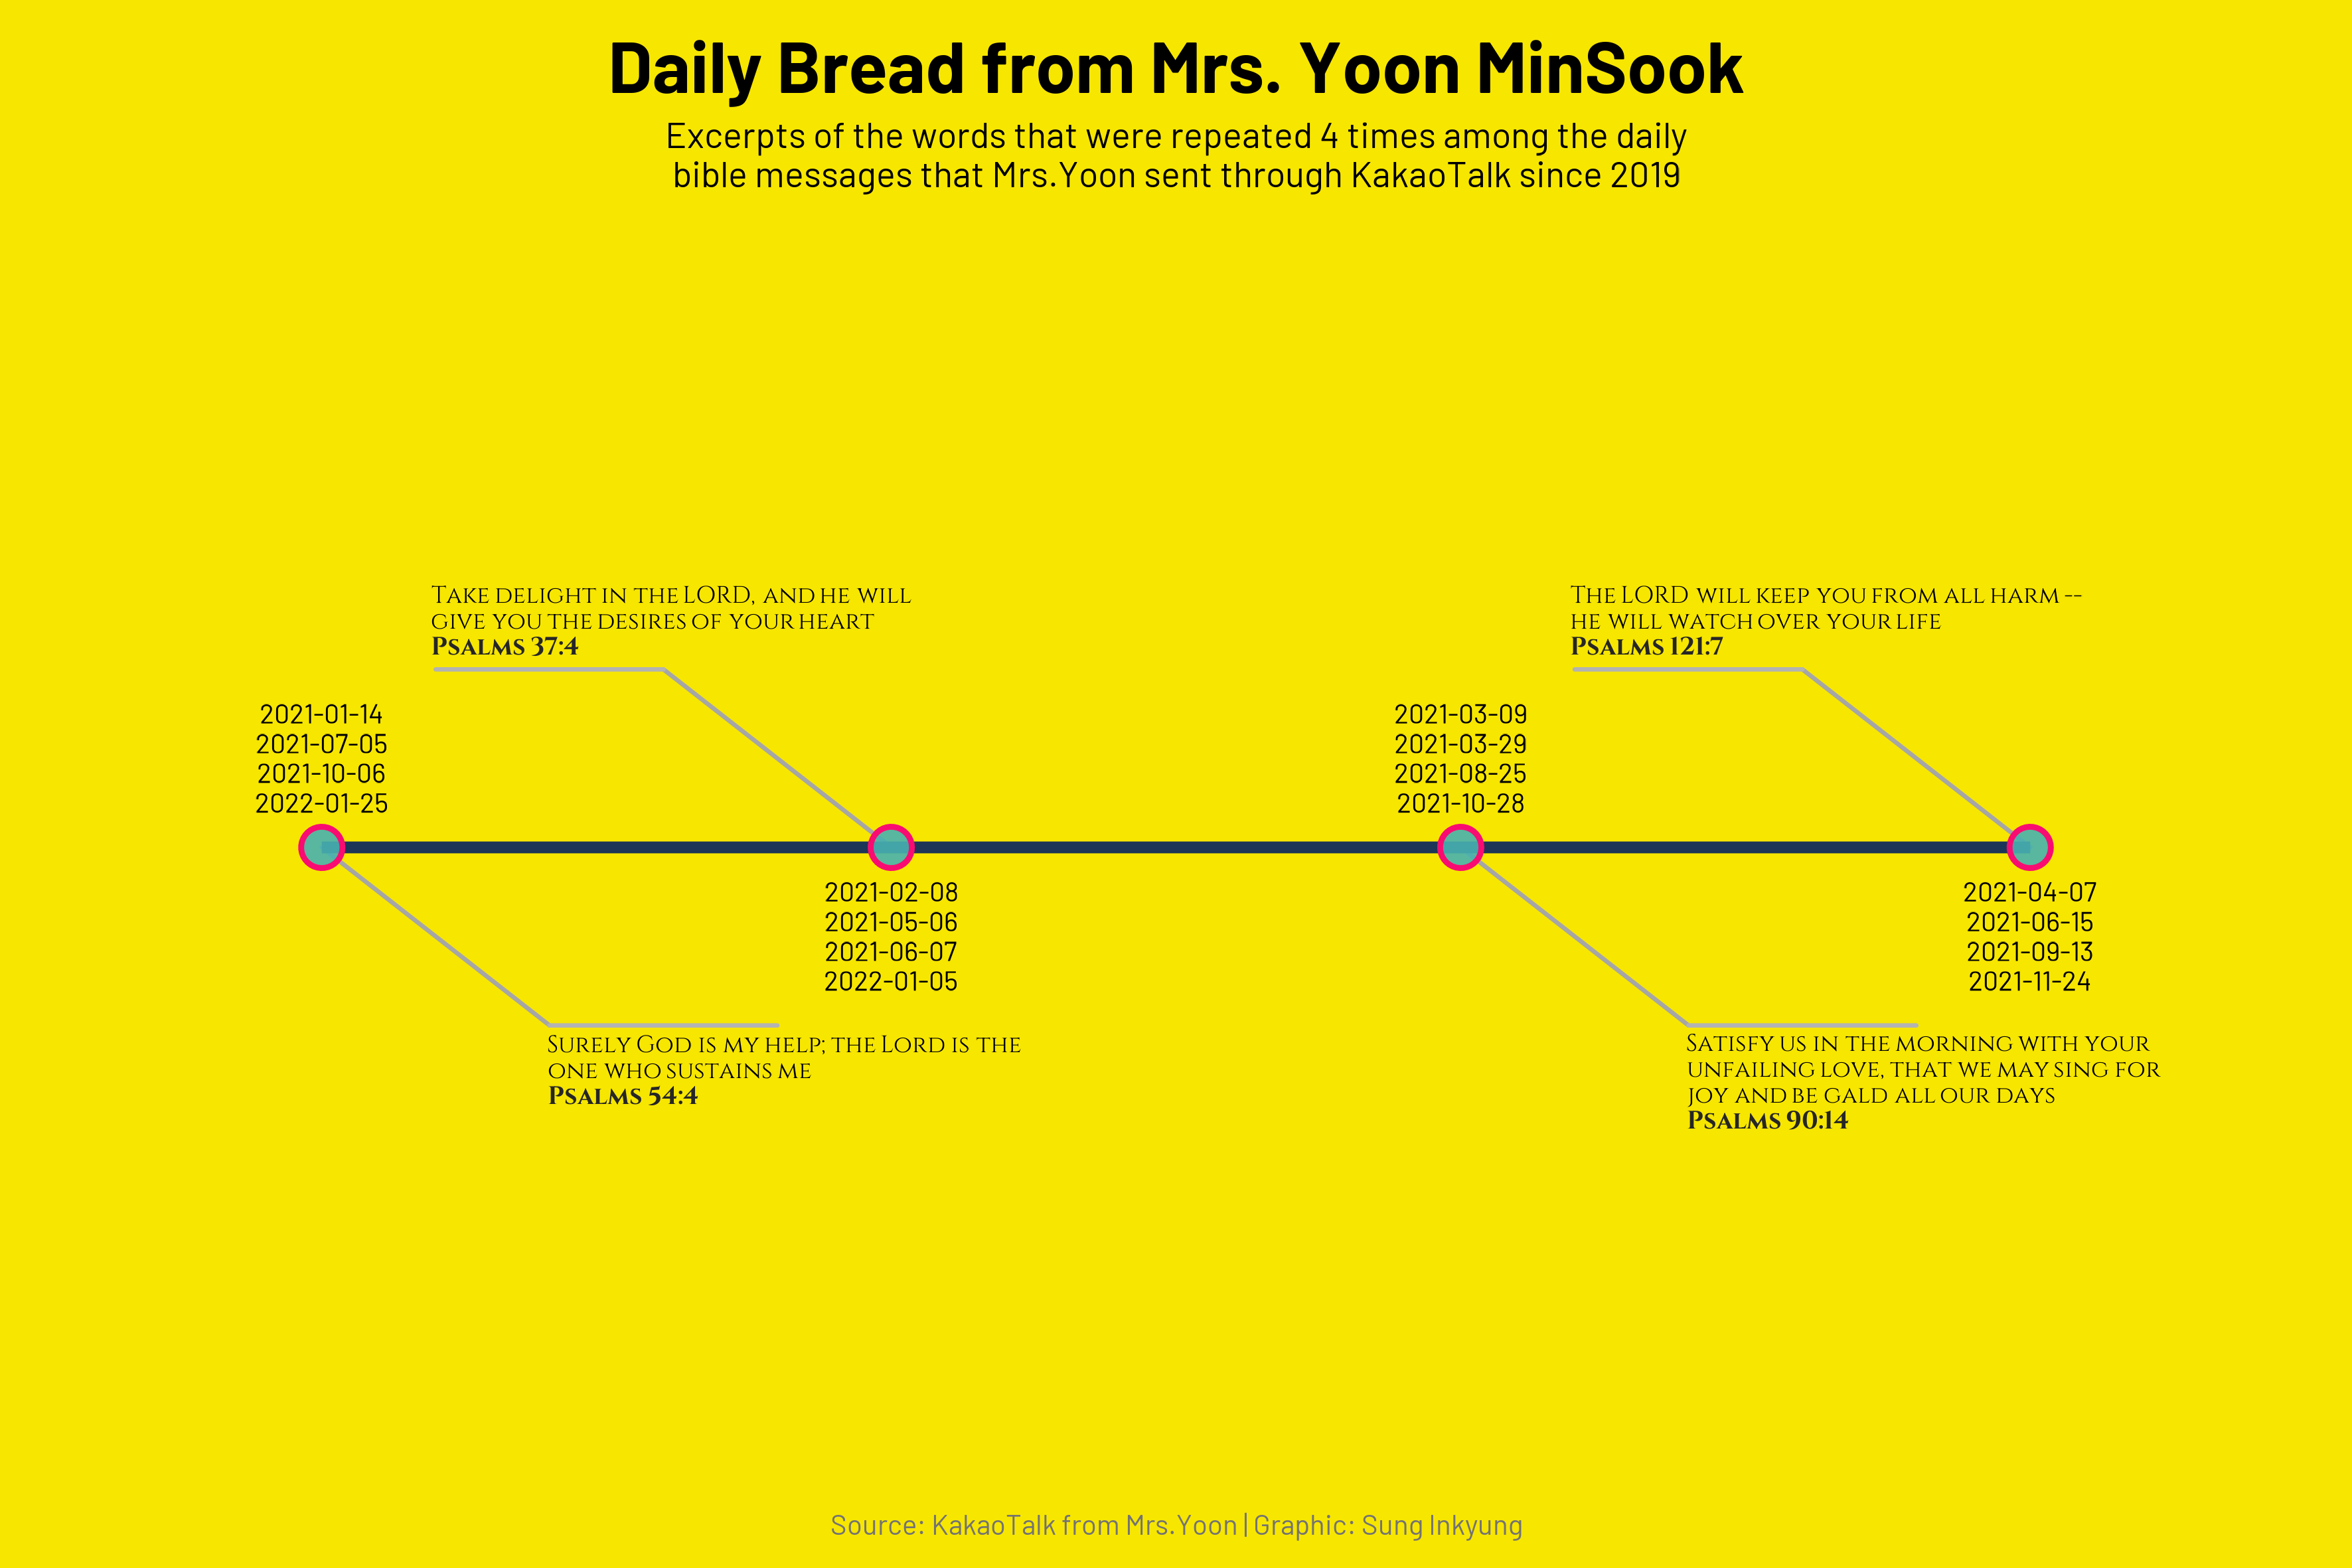 Daily Bread from Mrs. Yoon MinSook
Excerpts of the words that were repeated 4 times among the daily
bible messages that Mrs.Yoon sent through KakaoTalk since 2019
2021-01-14
2021-07-05
2021-10-06
2022-01-25
Surely God is my help; the Lord is the
one who sustains me
Psalms 54:4
Take delight in the LORD, and he will
give you the desires of your heart
Psalms 37:4
2021-02-08
2021-05-06
2021-06-07
2022-01-05
2021-03-09
2021-03-29
2021-08-25
2021-10-28
Satisfy us in the morning with your
unfailing love, that we may sing for
joy and be gald all our days
Psalms 90:14
The LORD will keep you from all harm --
he will watch over your life
Psalms 121:7
2021-04-07
2021-06-15
2021-09-13
2021-11-24
Source: KakaoTalk from Mrs.Yoon | Graphic: Sung Inkyung